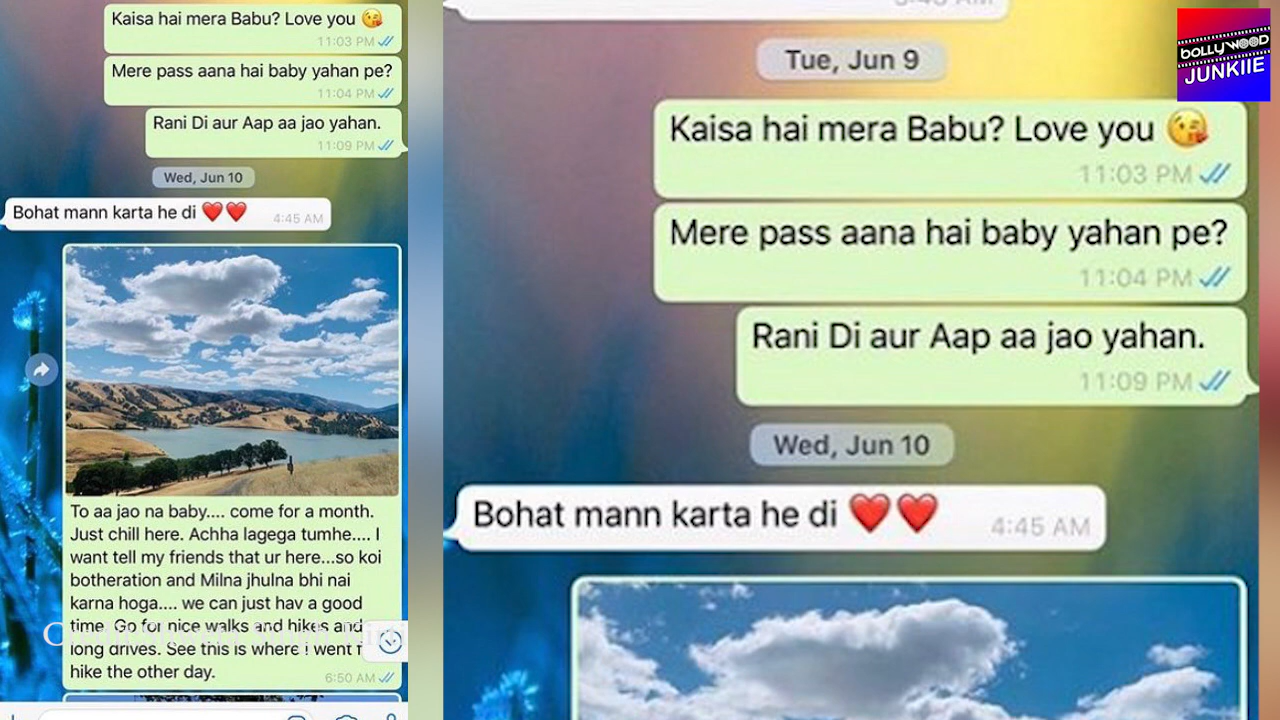 Kaisa hai mera Babu? Love you 😘
11:03 PM
Mere pass aana hai baby yahan pe?
11:04 PM
Rani Di aur Aap aa jao yahan.
11:09 PM
Wed, Jun 10
Bohat mann karta he di ❤️❤️
4:45 AM
To aa jao na baby.... come for a month.
Just chill here. Achha lagega tumhe.... I
want tell my friends that ur here...so koi
botheration and Milna jhulna bhi nai
karna hoga.... we can just hav a good
time. Go for nice walks and hikes and
long drives. See this is where i went
hike the other day.
6:50 AM
Tue, Jun 9
Kaisa hai mera Babu? Love you 😘
11:03 PM
Mere pass aana hai baby yahan pe?
11:04 PM
Rani Di aur Aap aa jao yahan.
11:09 PM
Wed, Jun 10
Bohat mann karta he di ❤️❤️
4:45 AM
bollywood
JUNKIIE